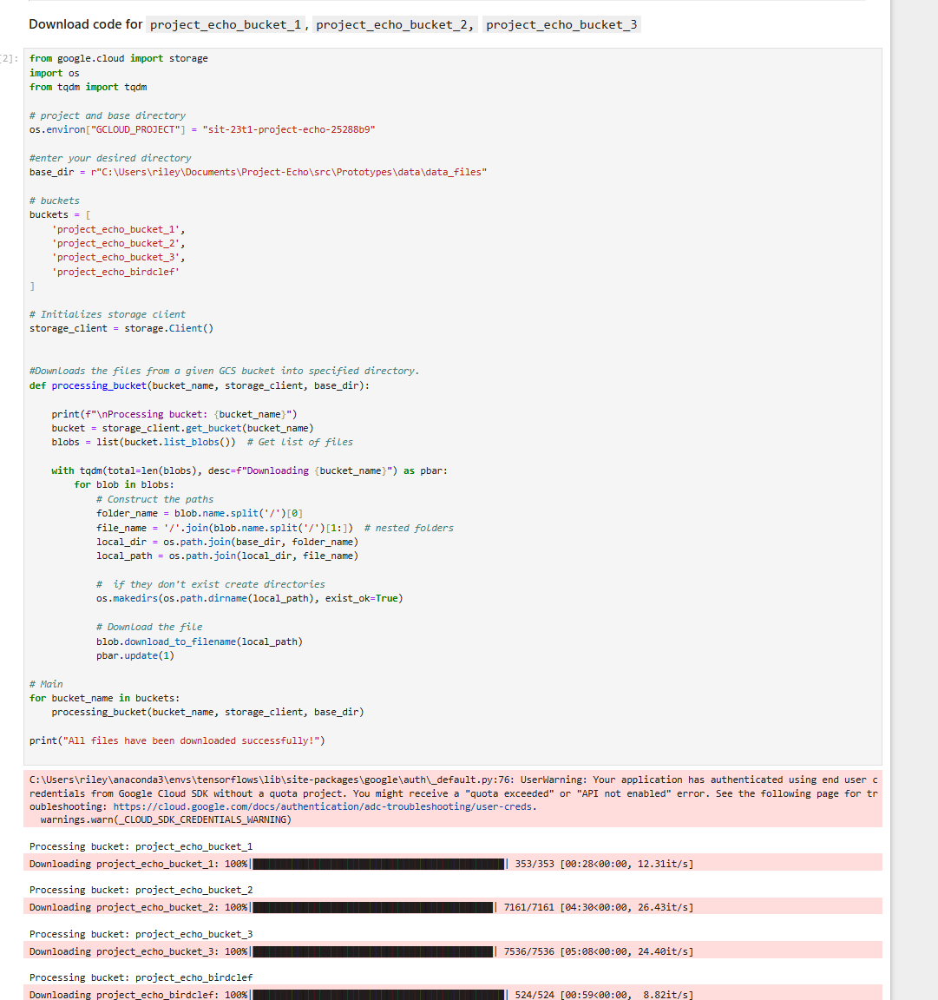 Download code for project_echo_bucket_1, project_echo_bucket_2, project_echo_bucket_3
[2]:
from google.cloud import storage
import os
from tqdm import tqdm
# project and base directory
os.environ["GCLOUD_PROJECT"] = "sit-23t1-project-echo-25288b9"
#enter your desired directory
base_dir = r"C:\Users\riley\Documents\Project-Echo\src\Prototypes\data\data_files"
# buckets
buckets = [
    'project_echo_bucket_1',
    'project_echo_bucket_2',
    'project_echo_bucket_3',
    'project_echo_birdclef'
]
# Initializes storage client
storage_client = storage.Client()
#Downloads the files from a given GCS bucket into specified directory.
def processing_bucket(bucket_name, storage_client, base_dir):
    print(f"\nProcessing bucket: {bucket_name}")
    bucket = storage_client.get_bucket(bucket_name)
    blobs = list(bucket.list_blobs())  # Get list of files
    with tqdm(total=len(blobs), desc=f"Downloading {bucket_name}") as pbar:
        for blob in blobs:
            # Construct the paths
            folder_name = blob.name.split('/')[0]
            file_name = '/'.join(blob.name.split('/')[1:])  # nested folders
            local_dir = os.path.join(base_dir, folder_name)
            local_path = os.path.join(local_dir, file_name)
            #  if they don't exist create directories
            os.makedirs(os.path.dirname(local_path), exist_ok=True)
            # Download the file
            blob.download_to_filename(local_path)
            pbar.update(1)
# Main
for bucket_name in buckets:
    processing_bucket(bucket_name, storage_client, base_dir)
print("All files have been downloaded successfully!")
C:\Users\riley\anaconda3\envs\tensorflows\lib\site-packages\google\auth\_default.py:76: UserWarning: Your application has authenticated using end user c
redentials from Google Cloud SDK without a quota project. You might receive a "quota exceeded" or "API not enabled" error. See the following page for tr
oubleshooting: https://cloud.google.com/docs/authentication/adc-troubleshooting/user-creds.
  warnings.warn(_CLOUD_SDK_CREDENTIALS_WARNING)
Processing bucket: project_echo_bucket_1
Downloading project_echo_bucket_1: 100%|██████████| 353/353 [00:28<00:00, 12.31it/s]
Processing bucket: project_echo_bucket_2
Downloading project_echo_bucket_2: 100%|██████████| 7161/7161 [04:30<00:00, 26.43it/s]
Processing bucket: project_echo_bucket_3
Downloading project_echo_bucket_3: 100%|██████████| 7536/7536 [05:08<00:00, 24.40it/s]
Processing bucket: project_echo_birdclef
Downloading project_echo_birdclef: 100%|██████████| 524/524 [00:59<00:00,  8.82it/s]